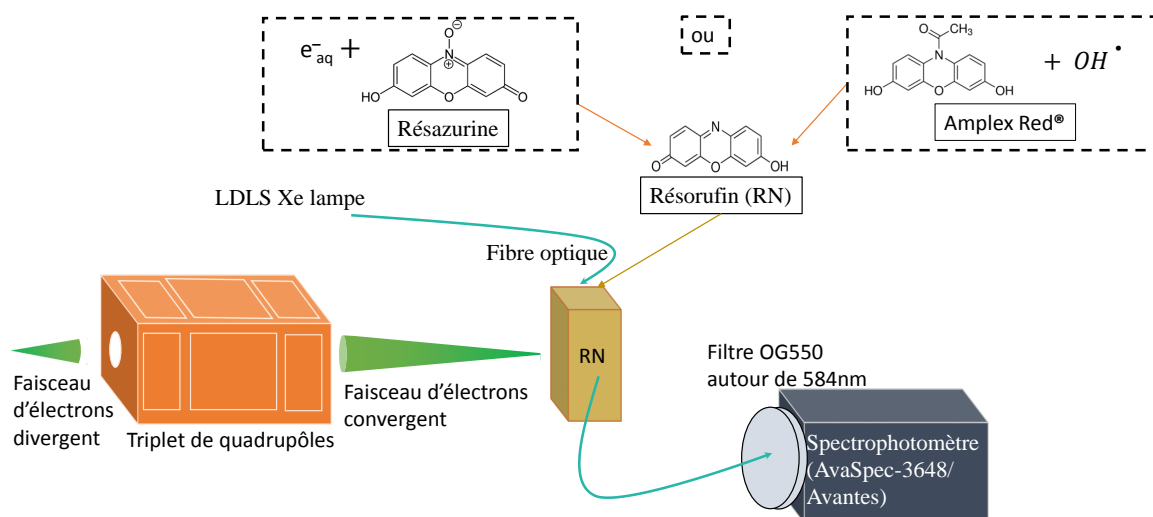 e⁻aq +
O⊖
N
⊕
HO
O
O
Résazurine
ou
O
CH₃
N
HO
O
OH
+ OH •
Amplex Red®
N
O
O
OH
Résorufin (RN)
LDLS Xe lampe
Fibre optique
RN
Faisceau
d’électrons
divergent
Triplet de quadrupôles
Faisceau d’électrons
convergent
Filtre OG550
autour de 584nm
Spectrophotomètre
(AvaSpec-3648/
Avantes)